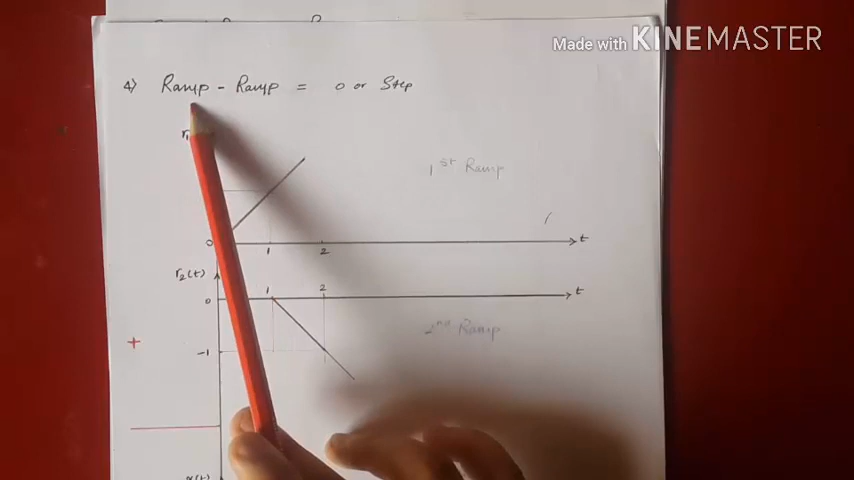 Made with KINEMASTER
4) Ramp - Ramp = 0 or Step
r1
1st Ramp
0 1 2 t
r2(t)
0 1 2 t
2nd Ramp
+
-1